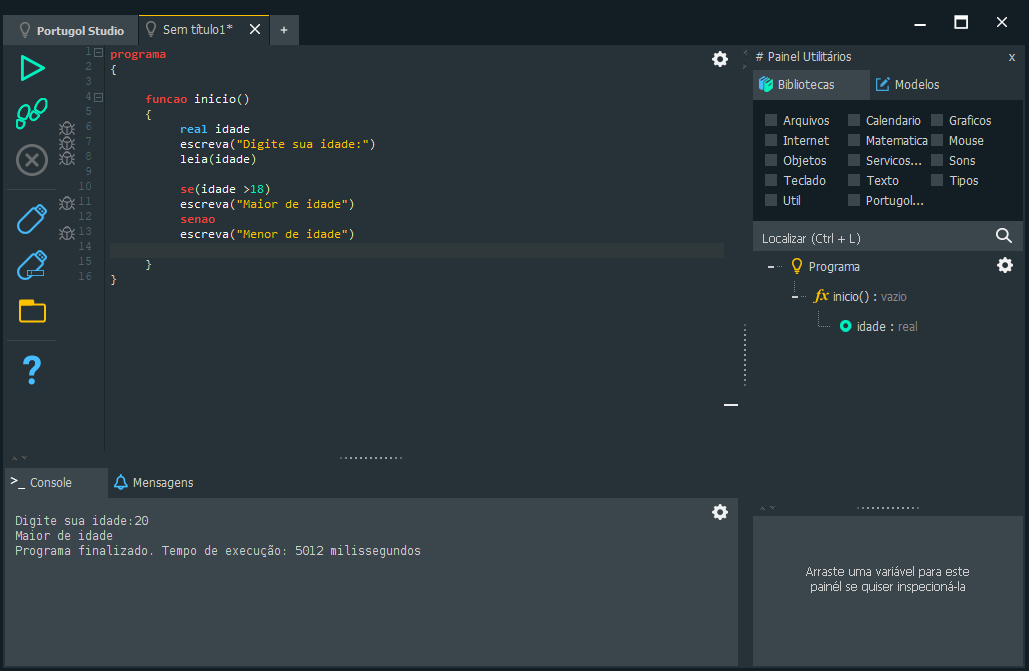 Portugol Studio
Sem título1*
+
1 programa
2 {
3
4 funcao inicio()
5 {
6 real idade
7 escreva("Digite sua idade:")
8 leia(idade)
9
10 se(idade >18)
11 escreva("Maior de idade")
12 senao
13 escreva("Menor de idade")
14
15 }
16 }
# Painel Utilitários x
Bibliotecas Modelos
Arquivos Calendario Graficos
Internet Matematica Mouse
Objetos Servicos... Sons
Teclado Texto Tipos
Util Portugol...
Localizar (Ctrl + L)
Programa
fx inicio() : vazio
idade : real
>_ Console Mensagens
Digite sua idade:20
Maior de idade
Programa finalizado. Tempo de execução: 5012 milissegundos
Arraste uma variável para este
painél se quiser inspecioná-la